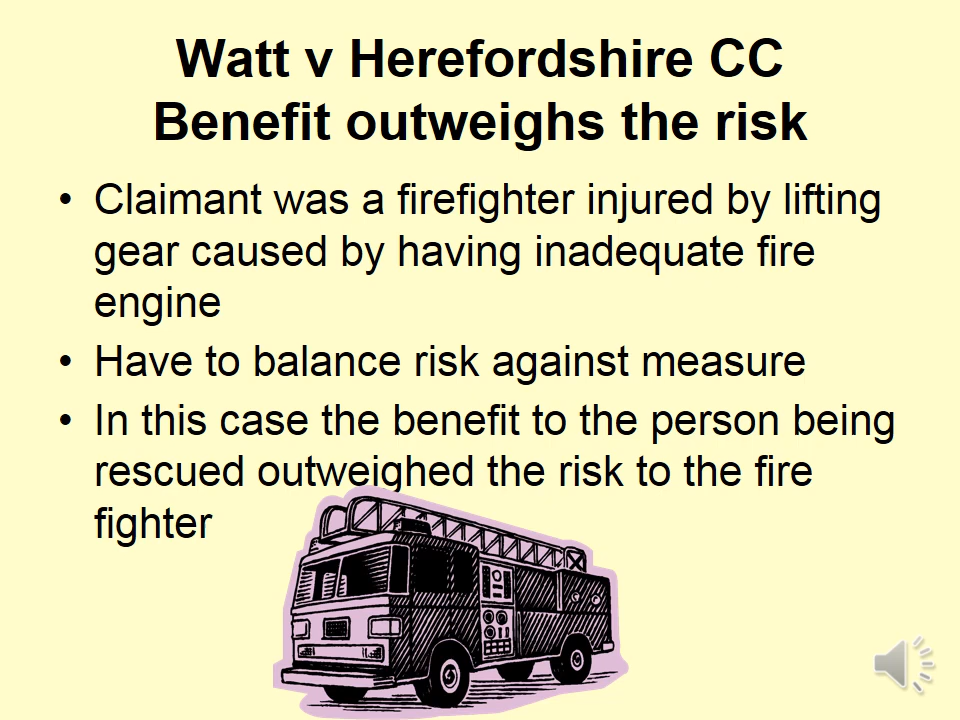 Watt v Herefordshire CC
Benefit outweighs the risk
• Claimant was a firefighter injured by lifting
gear caused by having inadequate fire
engine
• Have to balance risk against measure
• In this case the benefit to the person being
rescued outweighed the risk to the fire
fighter